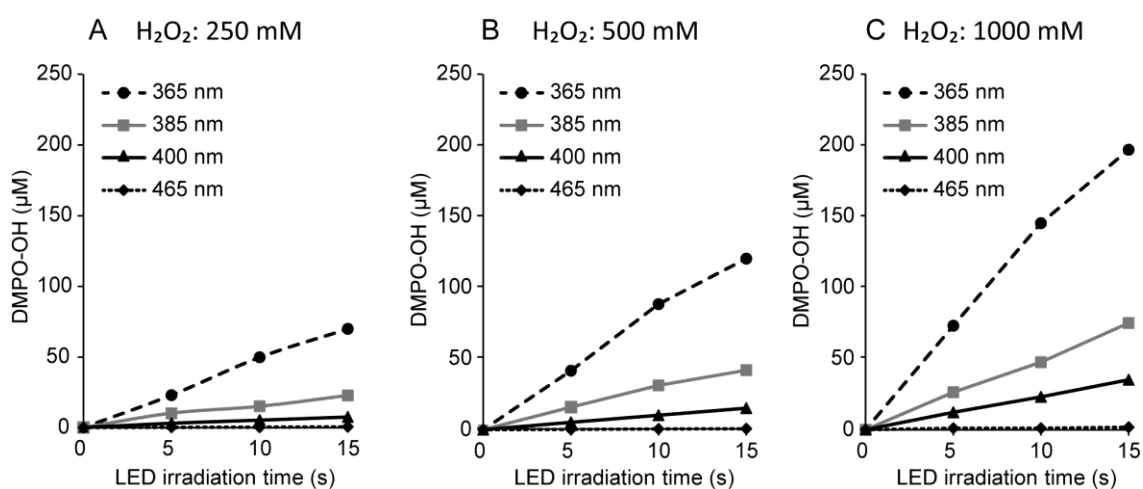 A H₂O₂: 250 mM
250
200
150
100
50
0
DMPO-OH (µM)
365 nm
385 nm
400 nm
465 nm
0 5 10 15
LED irradiation time (s)
B H₂O₂: 500 mM
250
200
150
100
50
0
DMPO-OH (µM)
365 nm
385 nm
400 nm
465 nm
0 5 10 15
LED irradiation time (s)
C H₂O₂: 1000 mM
250
200
150
100
50
0
DMPO-OH (µM)
365 nm
385 nm
400 nm
465 nm
0 5 10 15
LED irradiation time (s)